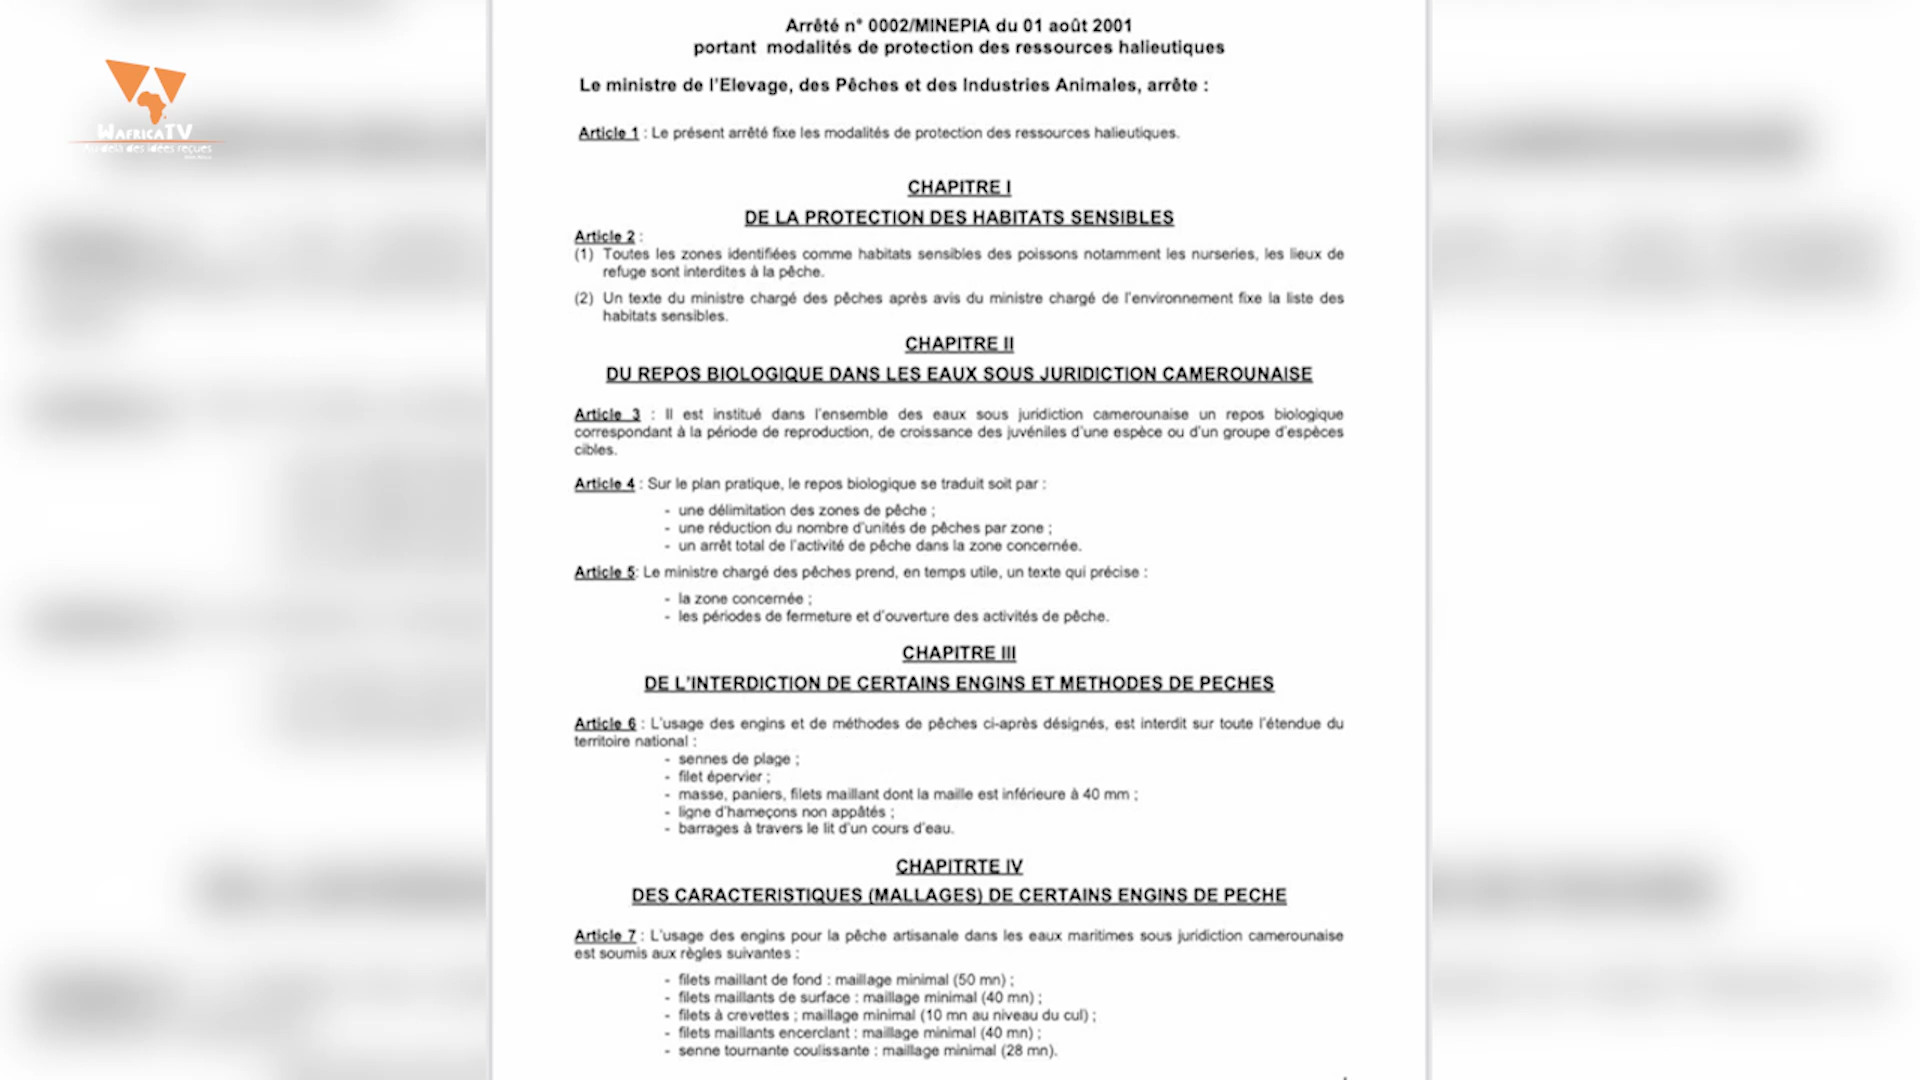 WAFRICATV
Au delà des idées reçues
Arrêté n° 0002/MINEPIA du 01 août 2001
portant modalités de protection des ressources halieutiques
Le ministre de l'Elevage, des Pêches et des Industries Animales, arrête :
Article 1 : Le présent arrêté fixe les modalités de protection des ressources halieutiques.
CHAPITRE I
DE LA PROTECTION DES HABITATS SENSIBLES
Article 2 :
(1) Toutes les zones identifiées comme habitats sensibles des poissons notamment les nurseries, les lieux de
refuge sont interdites à la pêche.
(2) Un texte du ministre chargé des pêches après avis du ministre chargé de l'environnement fixe la liste des
habitats sensibles.
CHAPITRE II
DU REPOS BIOLOGIQUE DANS LES EAUX SOUS JURIDICTION CAMEROUNAISE
Article 3 : Il est institué dans l'ensemble des eaux sous juridiction camerounaise un repos biologique
correspondant à la période de reproduction, de croissance des juvéniles d'une espèce ou d'un groupe d'espèces
cibles.
Article 4 : Sur le plan pratique, le repos biologique se traduit soit par :
- une délimitation des zones de pêche ;
- une réduction du nombre d'unités de pêches par zone ;
- un arrêt total de l'activité de pêche dans la zone concernée.
Article 5: Le ministre chargé des pêches prend, en temps utile, un texte qui précise :
- la zone concernée ;
- les périodes de fermeture et d'ouverture des activités de pêche.
CHAPITRE III
DE L'INTERDICTION DE CERTAINS ENGINS ET METHODES DE PECHES
Article 6 : L'usage des engins et de méthodes de pêches ci-après désignés, est interdit sur toute l'étendue du
territoire national :
- sennes de plage ;
- filet épervier ;
- masse, paniers, filets maillant dont la maille est inférieure à 40 mm ;
- ligne d'hameçons non appâtés ;
- barrages à travers le lit d'un cours d'eau.
CHAPITRTE IV
DES CARACTERISTIQUES (MALLAGES) DE CERTAINS ENGINS DE PECHE
Article 7 : L'usage des engins pour la pêche artisanale dans les eaux maritimes sous juridiction camerounaise
est soumis aux règles suivantes :
- filets maillant de fond : maillage minimal (50 mn) ;
- filets maillants de surface : maillage minimal (40 mn) ;
- filets à crevettes ; maillage minimal (10 mn au niveau du cul) ;
- filets maillants encerclant : maillage minimal (40 mn) ;
- senne tournante coulissante : maillage minimal (28 mn).